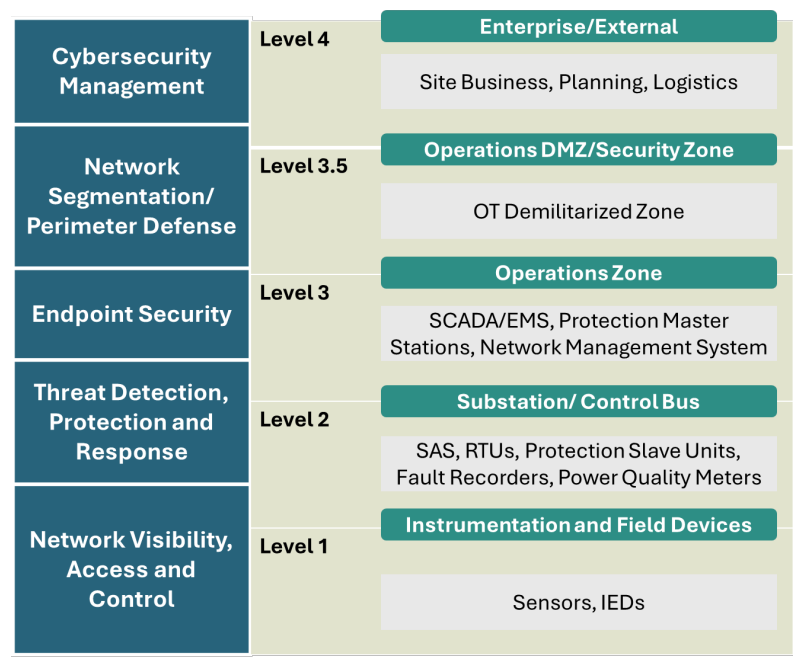 Cybersecurity
Management
Level 4
Enterprise/External
Site Business, Planning, Logistics
Network
Segmentation/
Perimeter Defense
Level 3.5
Operations DMZ/Security Zone
OT Demilitarized Zone
Endpoint Security
Level 3
Operations Zone
SCADA/EMS, Protection Master
Stations, Network Management System
Threat Detection,
Protection and
Response
Level 2
Substation/ Control Bus
SAS, RTUs, Protection Slave Units,
Fault Recorders, Power Quality Meters
Network Visibility,
Access and
Control
Level 1
Instrumentation and Field Devices
Sensors, IEDs